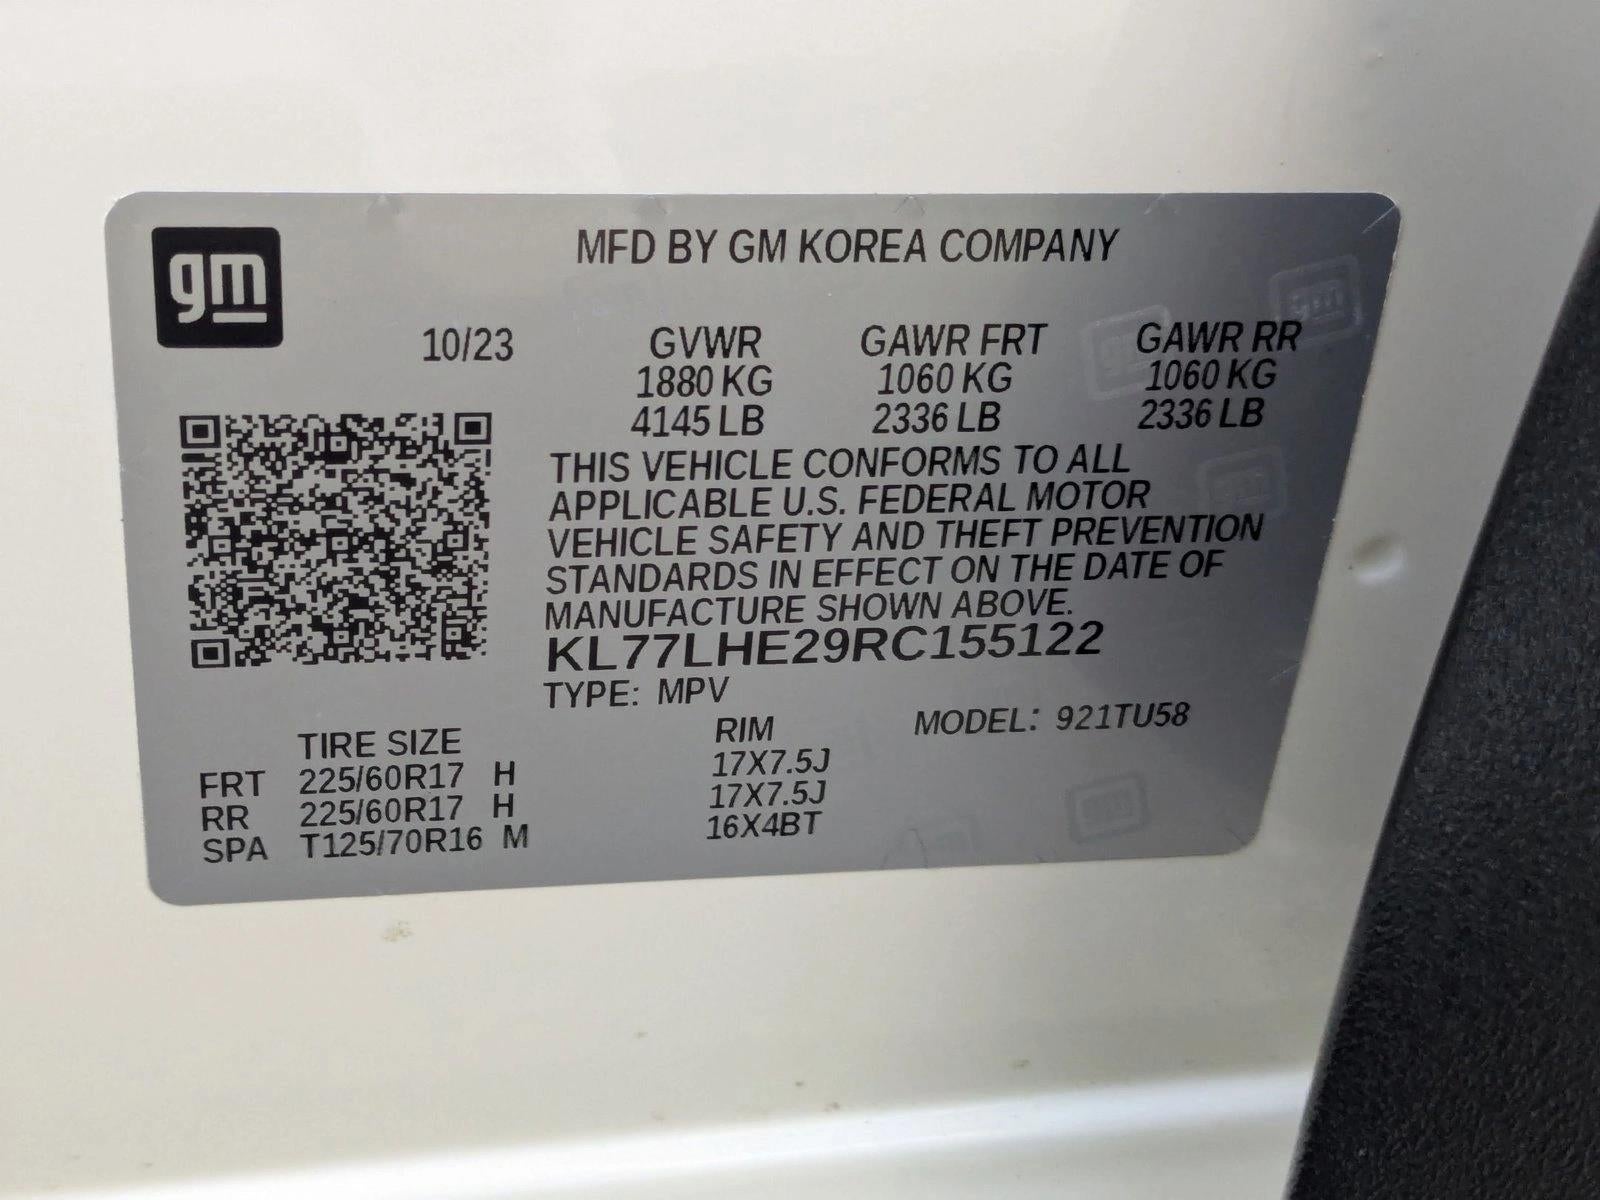 gm
MFD BY GM KOREA COMPANY
10/23 GVWR GAWR FRT GAWR RR
1880 KG 1060 KG 1060 KG
4145 LB 2336 LB 2336 LB
THIS VEHICLE CONFORMS TO ALL
APPLICABLE U.S. FEDERAL MOTOR
VEHICLE SAFETY AND THEFT PREVENTION
STANDARDS IN EFFECT ON THE DATE OF
MANUFACTURE SHOWN ABOVE.
KL77LHE29RC155122
TYPE: MPV
TIRE SIZE RIM MODEL: 921TU58
FRT 225/60R17 H 17X7.5J
RR 225/60R17 H 17X7.5J
SPA T125/70R16 M 16X4BT